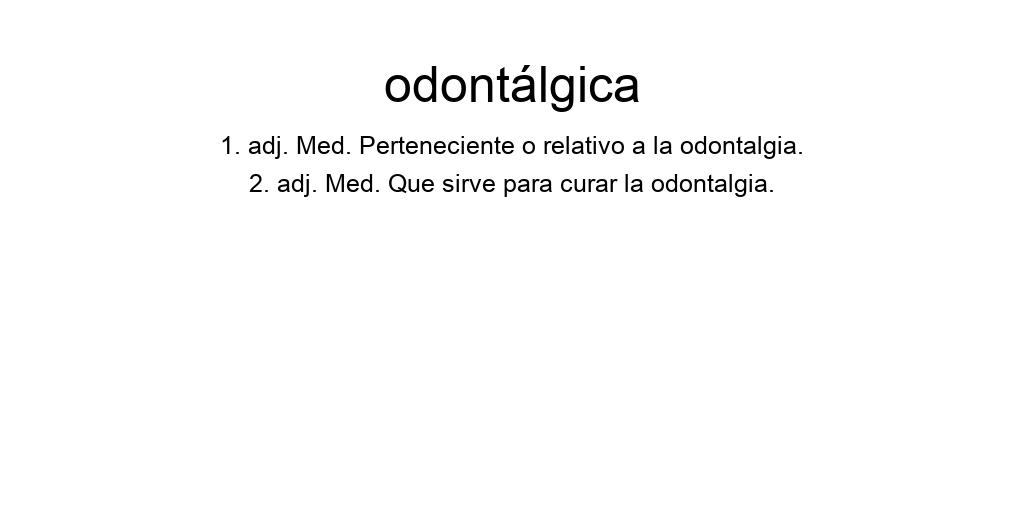 odontálgica
1. adj. Med. Perteneciente o relativo a la odontalgia.
2. adj. Med. Que sirve para curar la odontalgia.